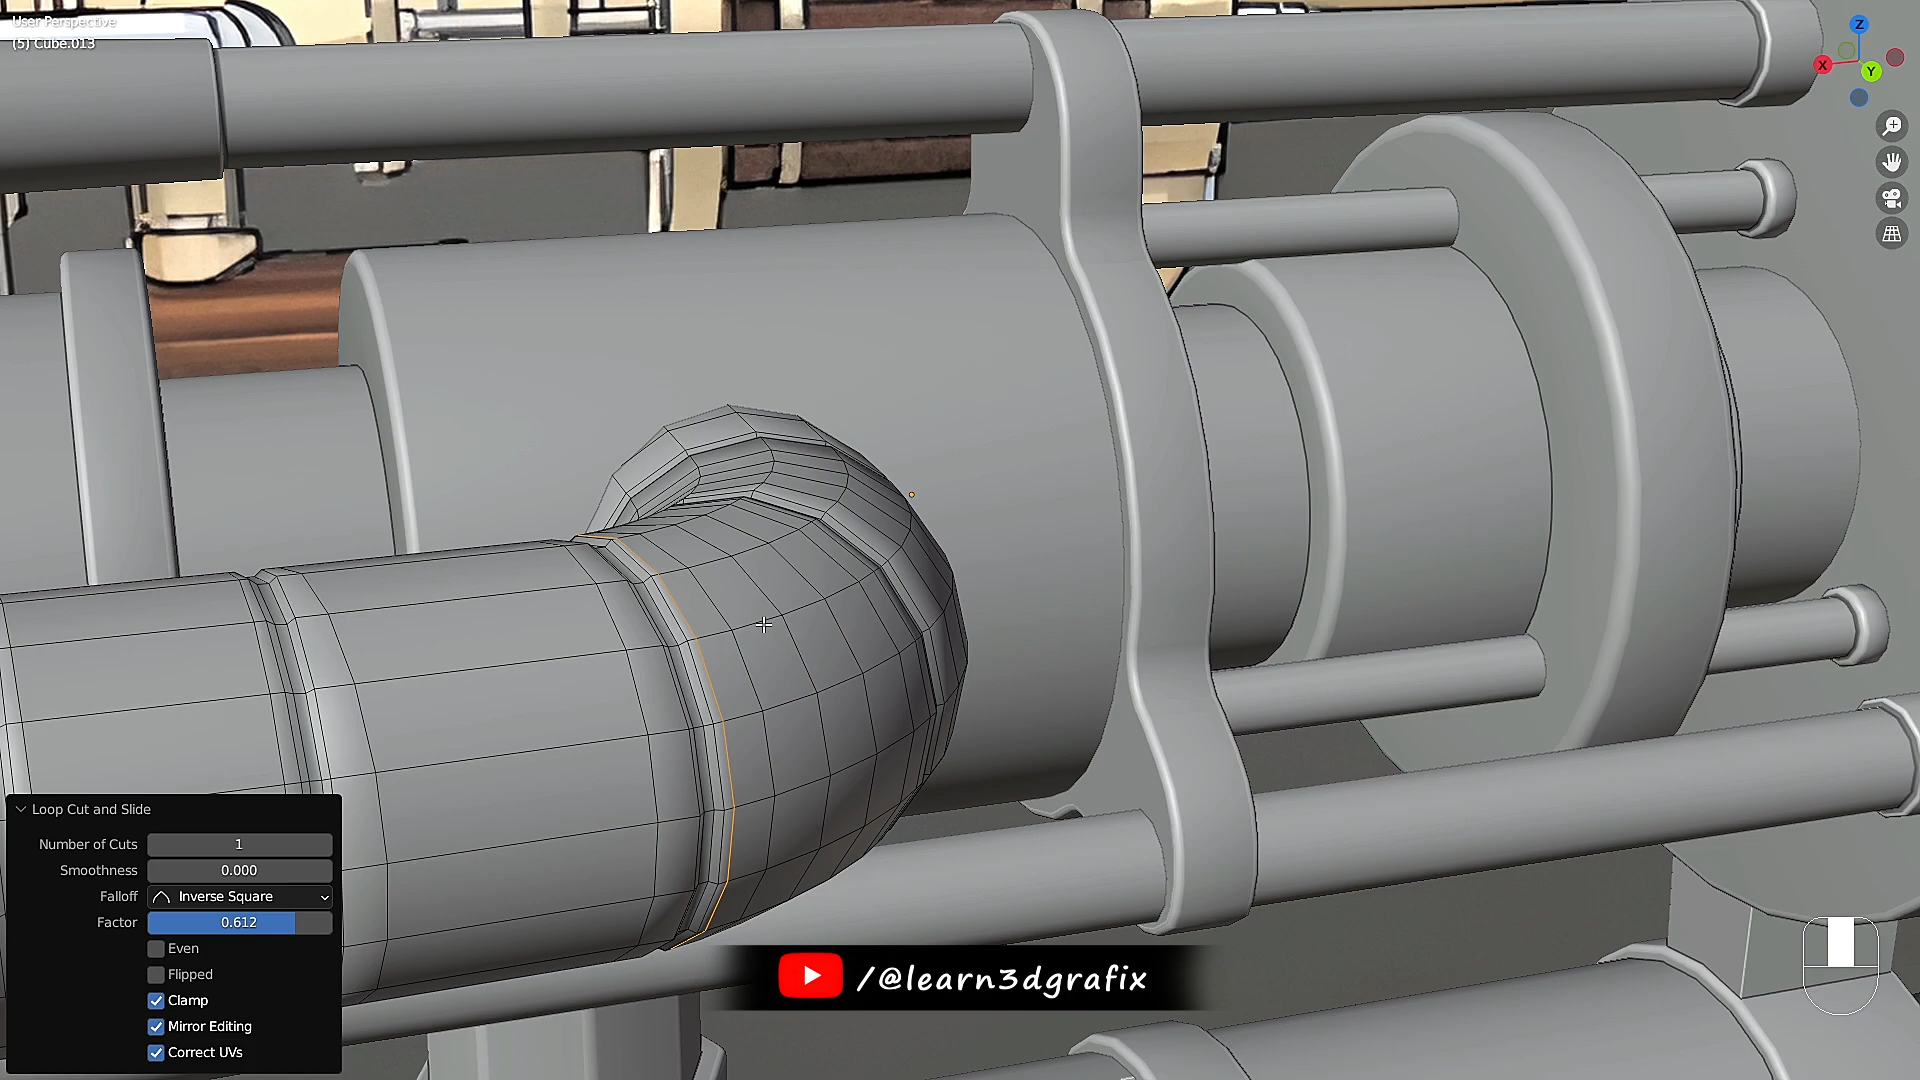 User Perspective
(5) Cube.013
Z
X
Y
Loop Cut and Slide
Number of Cuts 1
Smoothness 0.000
Falloff Inverse Square
Factor 0.612
Even
Flipped
Clamp
Mirror Editing
Correct UVs
/@learn3dgrafix